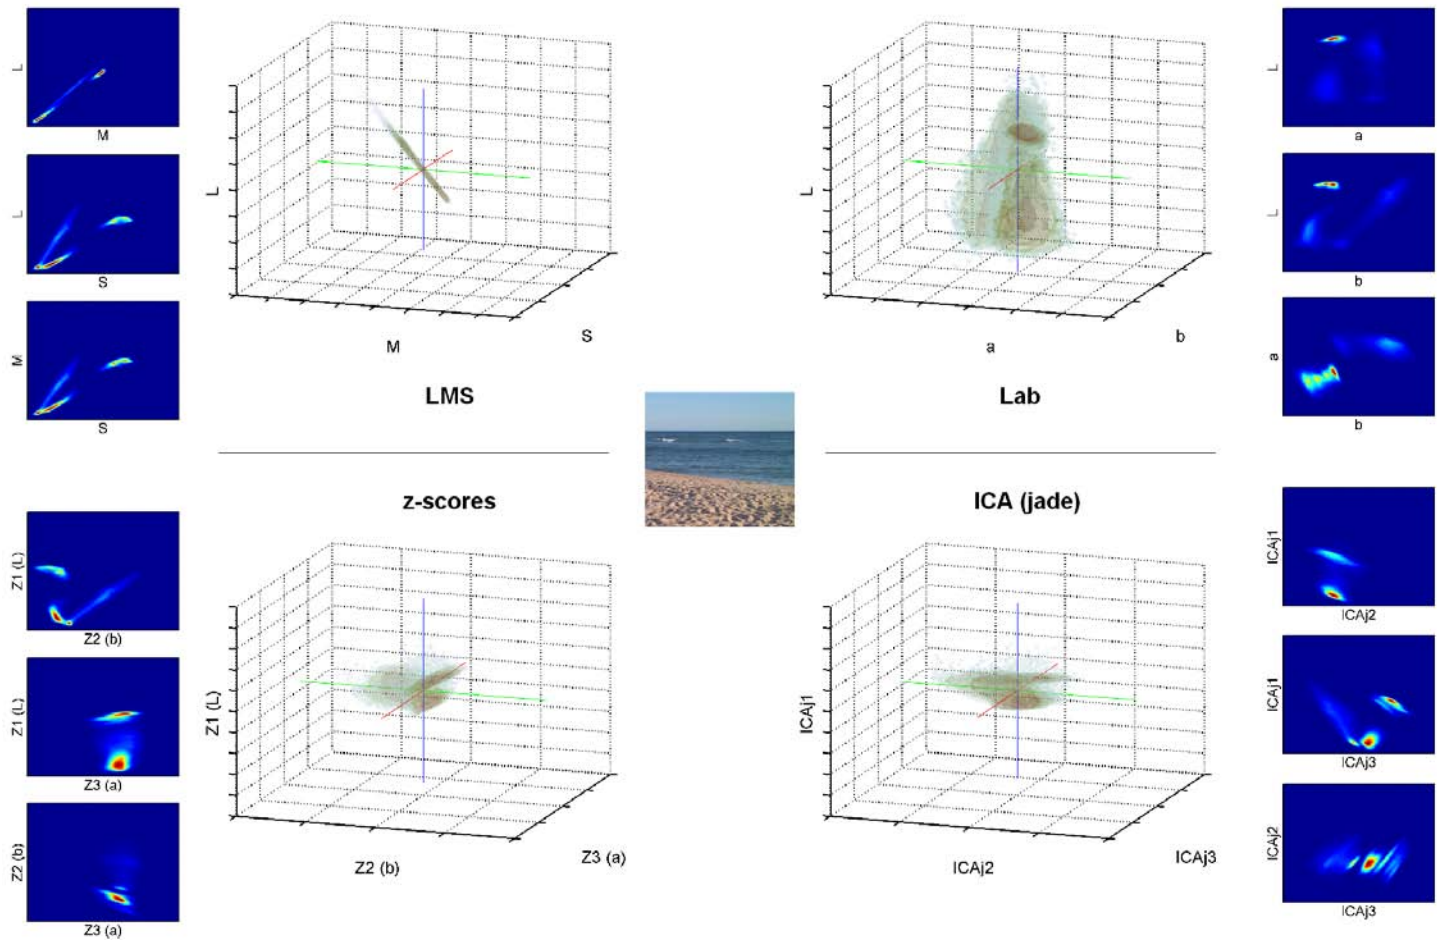 L
M
L
S
M
S
L
M
S
LMS
L
a
b
Lab
L
a
L
b
a
b
z-scores
Z1 (L)
Z2 (b)
Z1 (L)
Z3 (a)
Z2 (b)
Z3 (a)
Z1 (L)
Z2 (b)
Z3 (a)
ICA (jade)
ICAj1
ICAj2
ICAj3
ICAj1
ICAj2
ICAj1
ICAj3
ICAj2
ICAj3